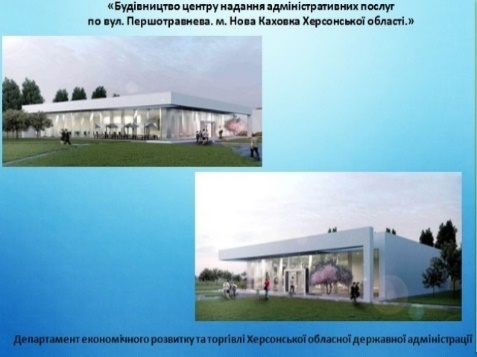 «Будівництво центру надання адміністративних послуг
по вул. Першотравнева. м. Нова Каховка Херсонської області.»
Департамент економічного розвитку та торгівлі Херсонської обласної державної адміністрації